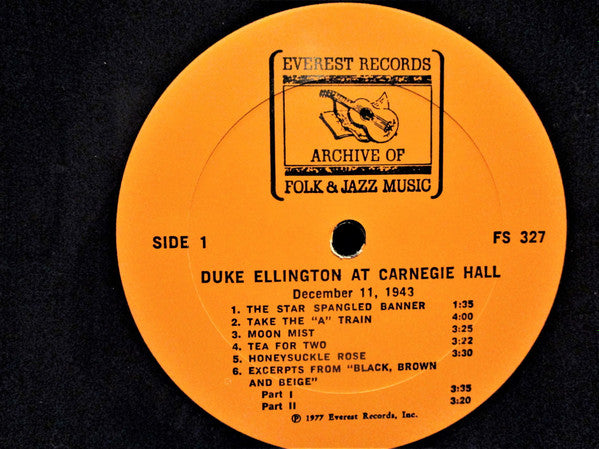 EVEREST RECORDS
ARCHIVE OF
FOLK & JAZZ MUSIC
SIDE 1 FS 327
DUKE ELLINGTON AT CARNEGIE HALL
December 11, 1943
1. THE STAR SPANGLED BANNER 1:35
2. TAKE THE "A" TRAIN 4:00
3. MOON MIST 3:25
4. TEA FOR TWO 3:22
5. HONEYSUCKLE ROSE 3:30
6. EXCERPTS FROM "BLACK, BROWN
AND BEIGE"
Part I 3:35
Part II 3:20
℗ 1977 Everest Records, Inc.